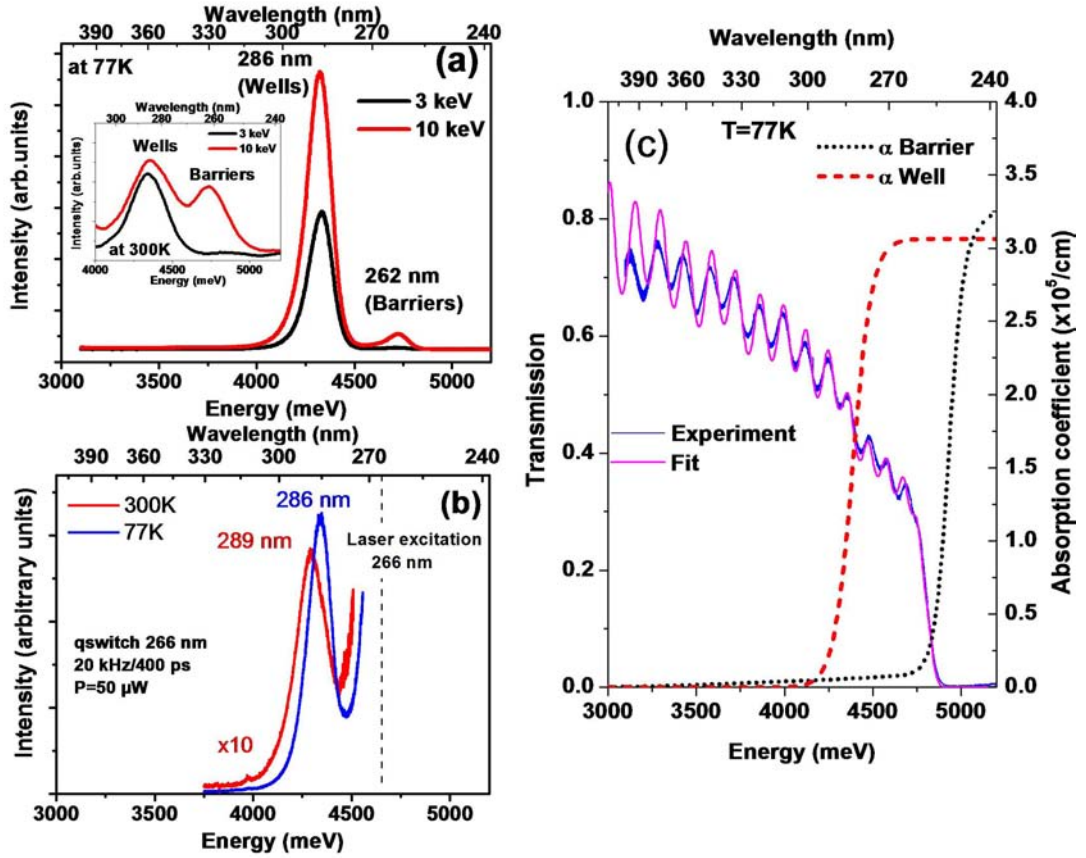 Wavelength (nm)
390 360 330 300 270 240
at 77K
286 nm
(Wells)
(a)
3 keV
10 keV
Wavelength (nm)
300 280 260 240
3 keV
10 keV
Wells
Barriers
Intensity (arb.units)
at 300K
4000 4500 5000
Energy (meV)
262 nm
(Barriers)
Intensity (arb.units)
3000 3500 4000 4500 5000
Energy (meV)
Wavelength (nm)
390 360 330 300 270 240
300K
77K
286 nm
(b)
289 nm
Laser excitation
266 nm
qswitch 266 nm
20 kHz/400 ps
P=50 µW
x10
Intensity (arbitrary units)
3000 3500 4000 4500 5000
Energy (meV)
Wavelength (nm)
390 360 330 300 270 240
(c)
T=77K
α Barrier
α Well
Experiment
Fit
Transmission
1.0
0.8
0.6
0.4
0.2
0.0
Absorption coefficient (x10⁵/cm)
4.0
3.5
3.0
2.5
2.0
1.5
1.0
0.5
0.0
3000 3500 4000 4500 5000
Energy (meV)